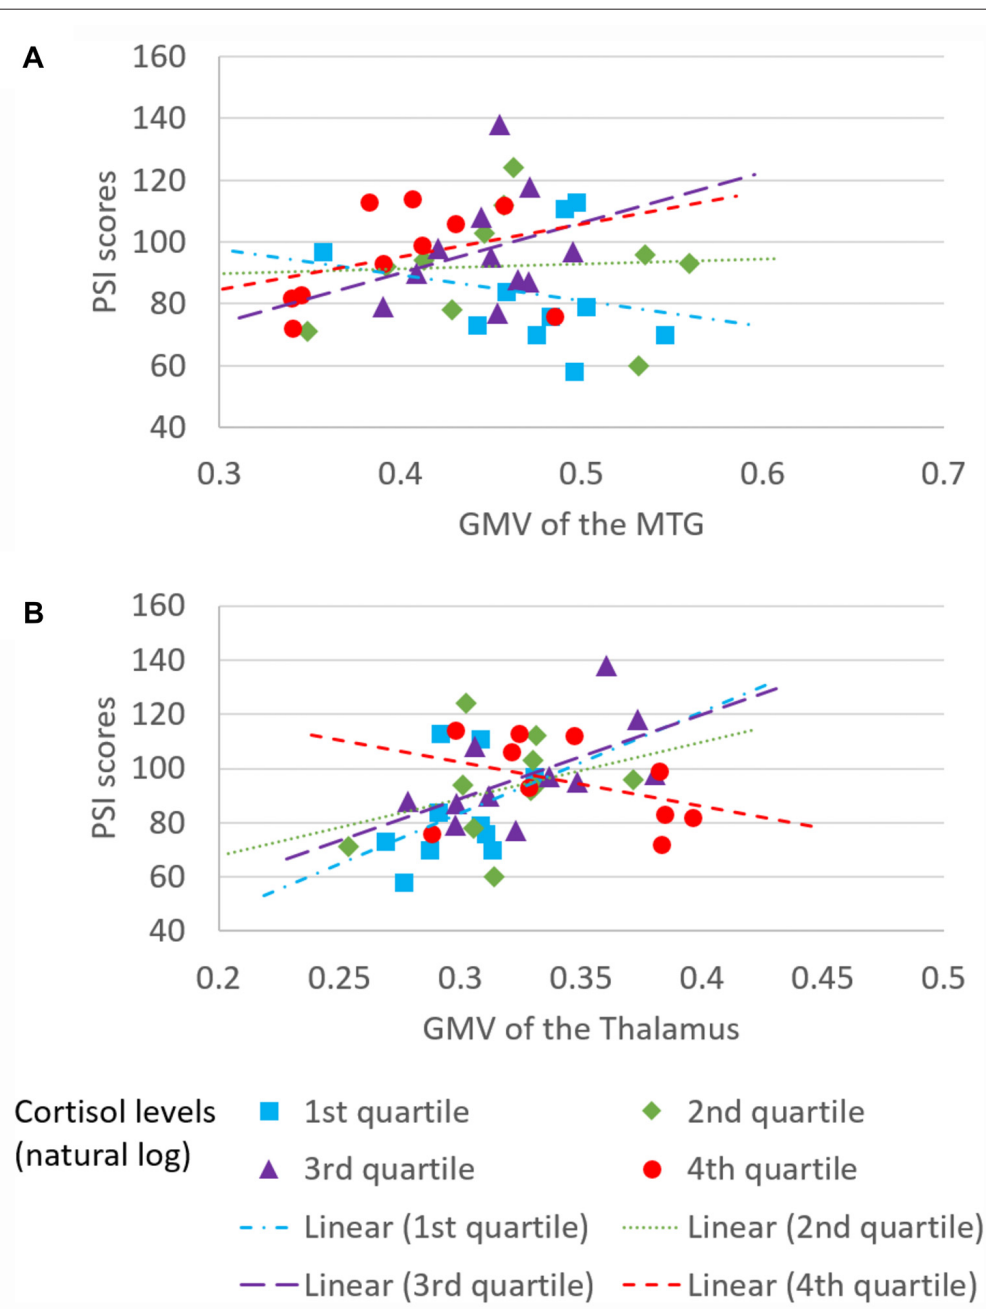 A
160
140
120
100
80
60
40
PSI scores
0.3 0.4 0.5 0.6 0.7
GMV of the MTG
B
160
140
120
100
80
60
40
PSI scores
0.2 0.25 0.3 0.35 0.4 0.45 0.5
GMV of the Thalamus
Cortisol levels
(natural log)
1st quartile 2nd quartile
3rd quartile 4th quartile
Linear (1st quartile) Linear (2nd quartile)
Linear (3rd quartile) Linear (4th quartile)